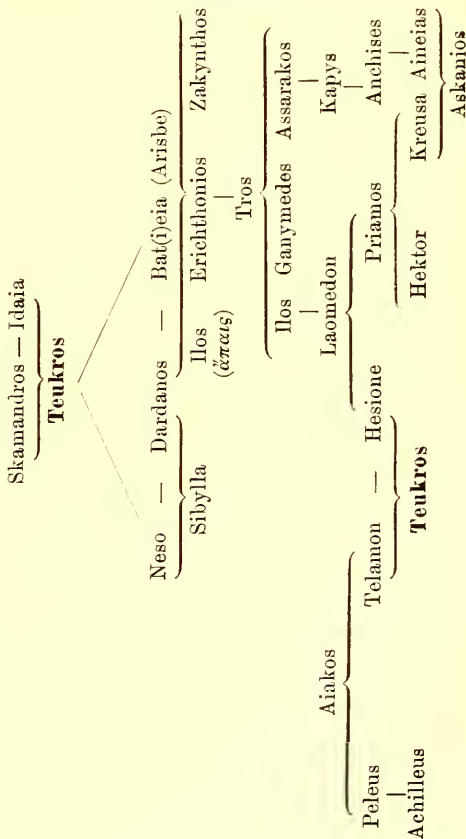 Skamandros — Idaia
Teukros
Neso — Dardanos — Bat(i)eia (Arisbe)
Sibylla Ilos Erichthonios Zakynthos
(ἄπαις)
Tros
Ilos Ganymedes Assarakos
Aiakos Laomedon Kapys
Peleus Telamon — Hesione Priamos Anchises
Achilleus Teukros Hektor Kreusa Aineias
Askanios